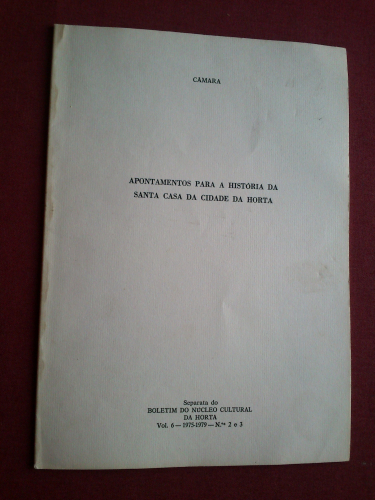 CÂMARA
APONTAMENTOS PARA A HISTÓRIA DA
SANTA CASA DA CIDADE DA HORTA
Separata do
BOLETIM DO NÚCLEO CULTURAL
DA HORTA
Vol. 6 — 1975-1979 — N.os 2 e 3